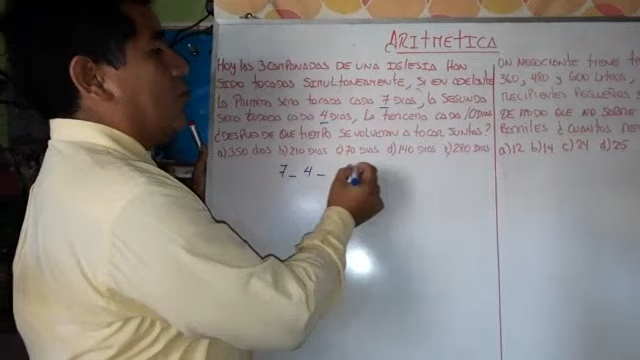 ARITMETICA
Hoy las 3 campanadas de una iglesia han
sido tocadas simultaneamente, si en adelante
la primera sera tocada cada 7 dias, la segunda
sera tocada cada 4 dias, la tercera cada 10 dias
¿despues de que tiempo se volveran a tocar juntas?
a) 350 dias b) 210 dias c) 70 dias d) 140 dias e) 280 dias
7 - 4 -
Un negociante tiene
360, 480 y 600 litros,
recipientes pequeños
de modo que no sobre
barriles ¿cuantos
a) 12 b) 14 c) 24 d) 25